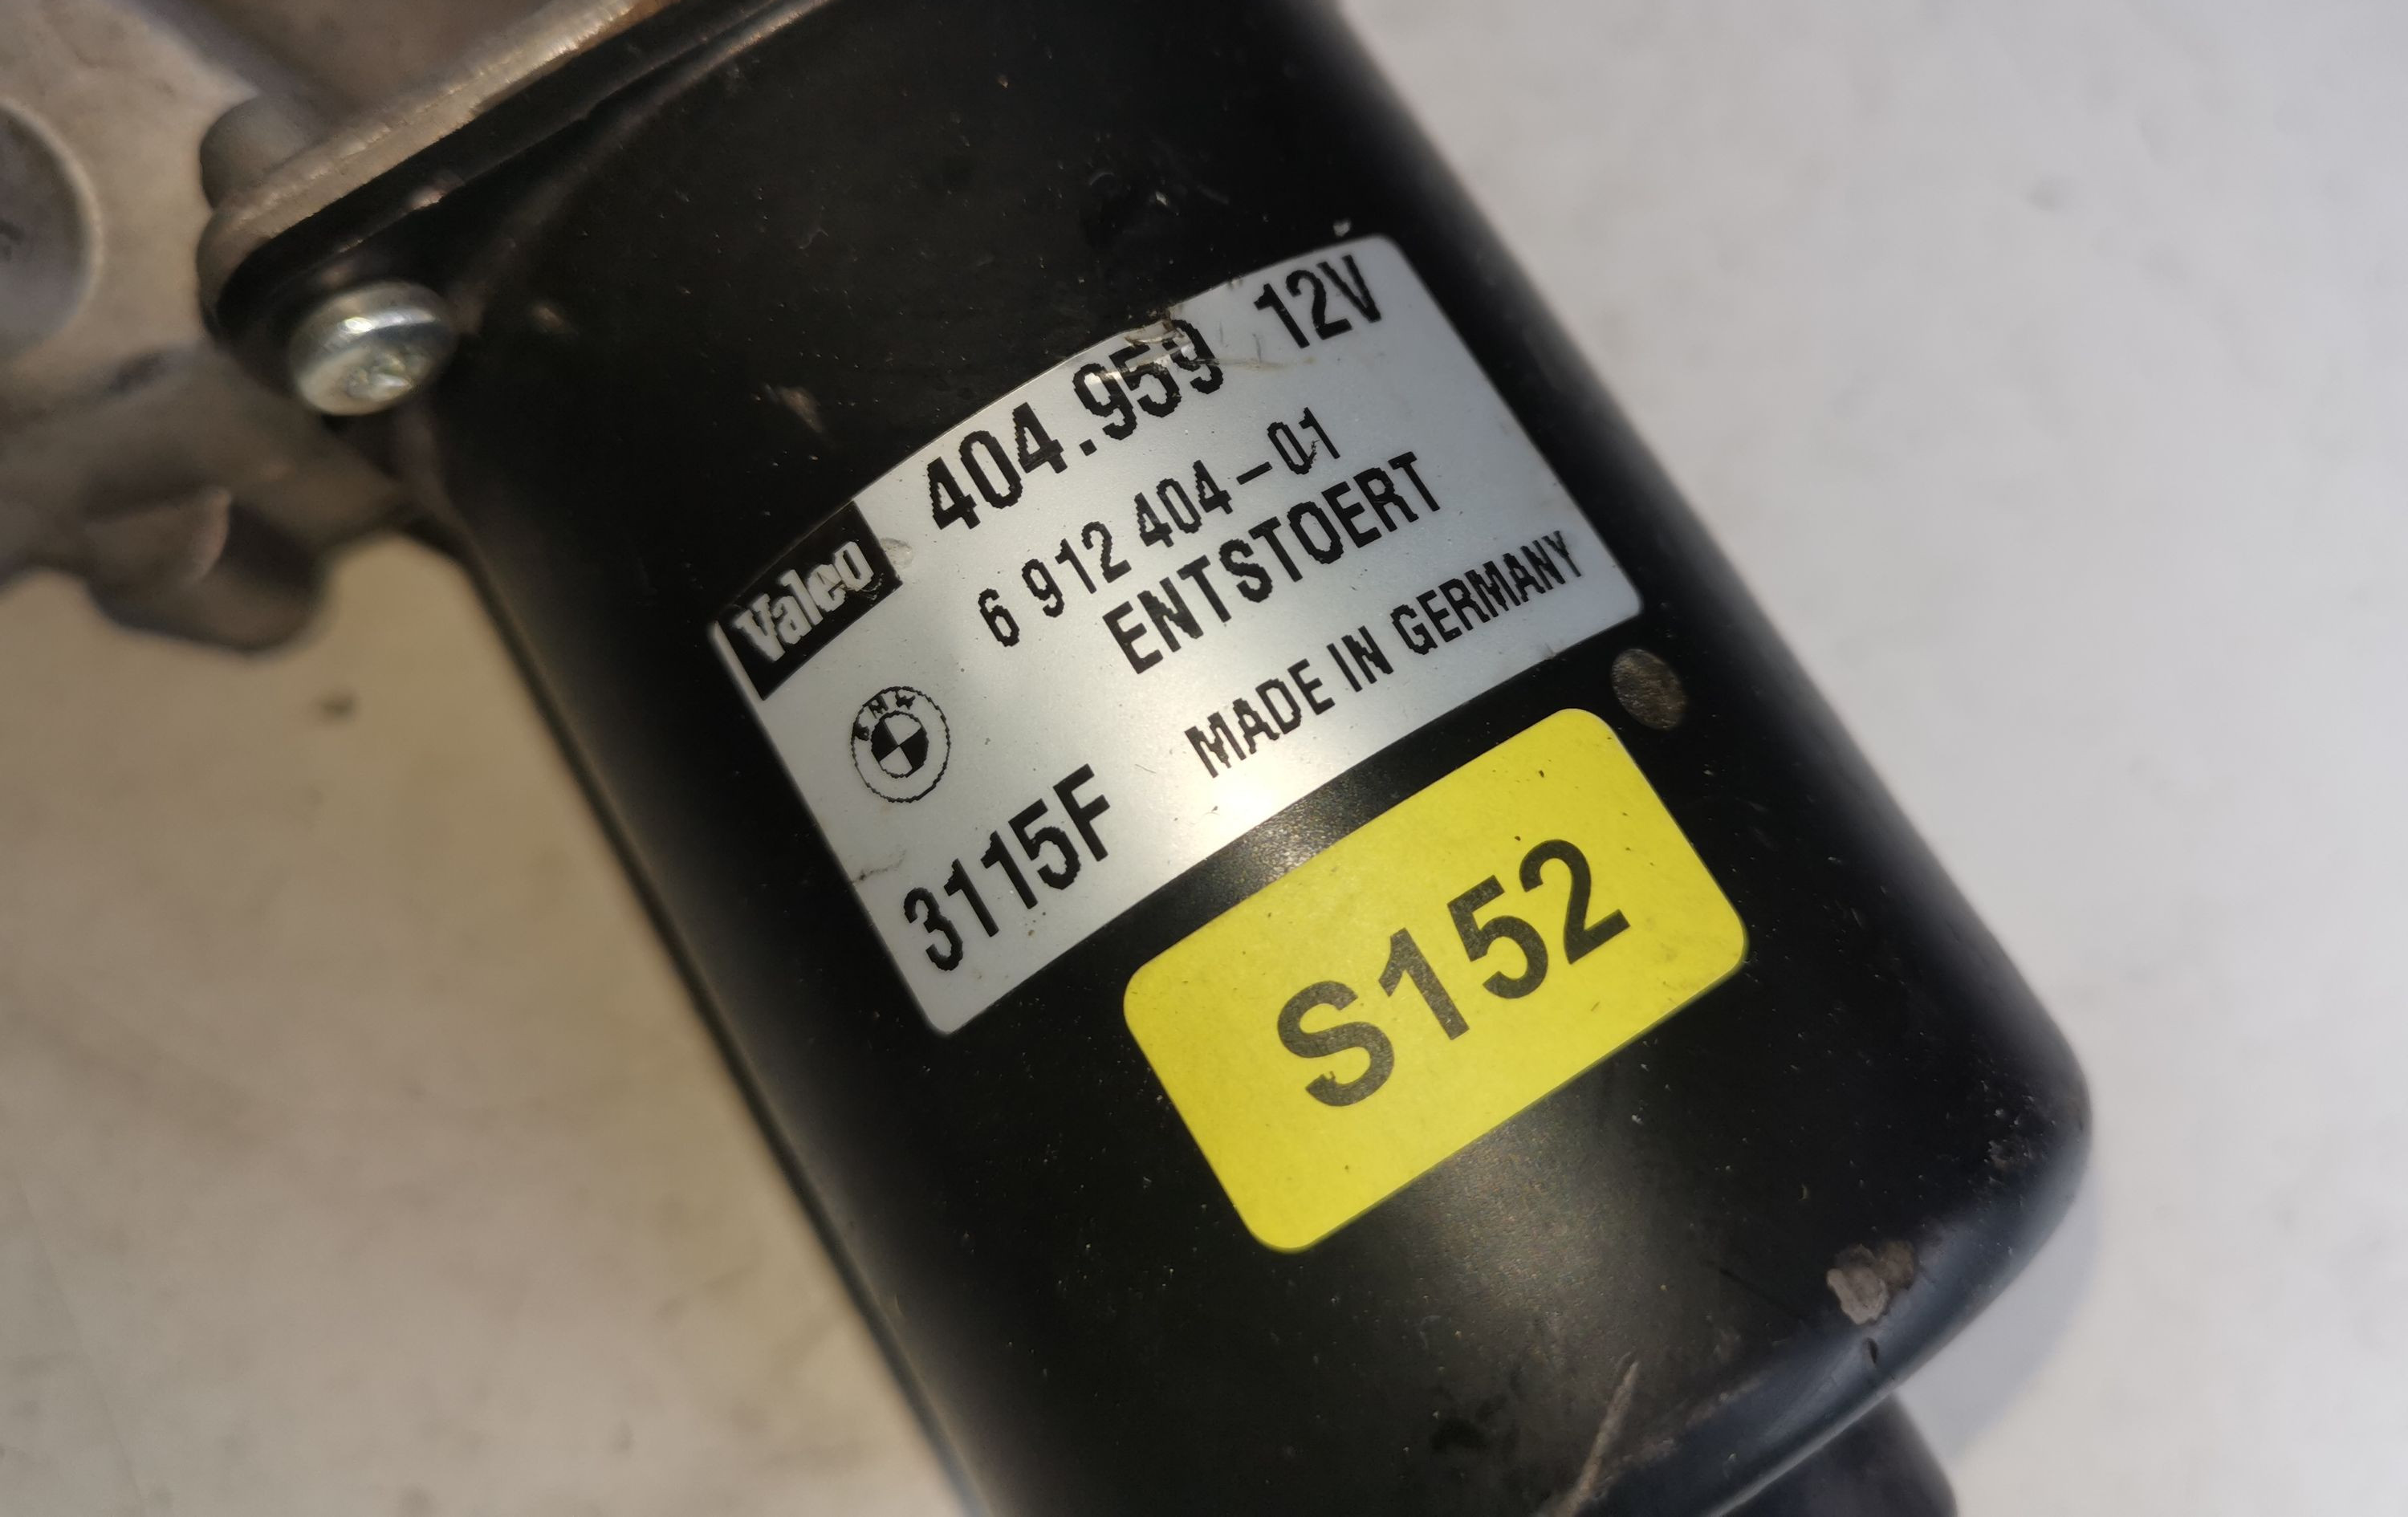 Valeo 404.959 12V
6 912 404-01
ENTSTOERT
BMW
3115F MADE IN GERMANY
S152